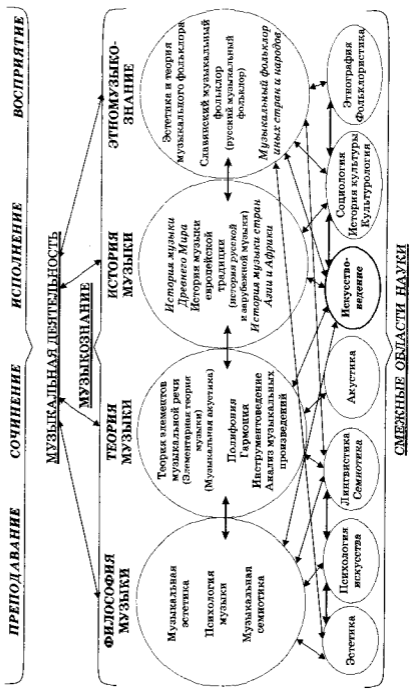 ПРЕПОДАВАНИЕ СОЧИНЕНИЕ ИСПОЛНЕНИЕ ВОСПРИЯТИЕ
МУЗЫКАЛЬНАЯ ДЕЯТЕЛЬНОСТЬ
МУЗЫКОЗНАНИЕ
ФИЛОСОФИЯ
МУЗЫКИ
ТЕОРИЯ
МУЗЫКИ
ИСТОРИЯ
МУЗЫКИ
ЭТНОМУЗЫКО-
ЗНАНИЕ
Музыкальная
эстетика
Психология
музыки
Музыкальная
семиотика
Теория элементов
музыкальной речи
(Элементарная теория
музыки)
(Музыкальная акустика)
Полифония
Гармония
Инструментоведение
Анализ музыкальных
произведений
История музыки
Древнего Мира
История музыки
европейской
традиции
(история русской
и зарубежной музыки)
История музыки стран
Азии и Африки
Эстетика и теория
музыкального фольклора
Славянский музыкальный
фольклор
(русский музыкальный
фольклор)
Музыкальный фольклор
иных стран и народов
Эстетика
Психология
искусства
Лингвистика
Семиотика
Акустика
Искусство-
ведение
Социология
История культуры
Культурология
Этнография
Фольклористика
СМЕЖНЫЕ ОБЛАСТИ НАУКИ